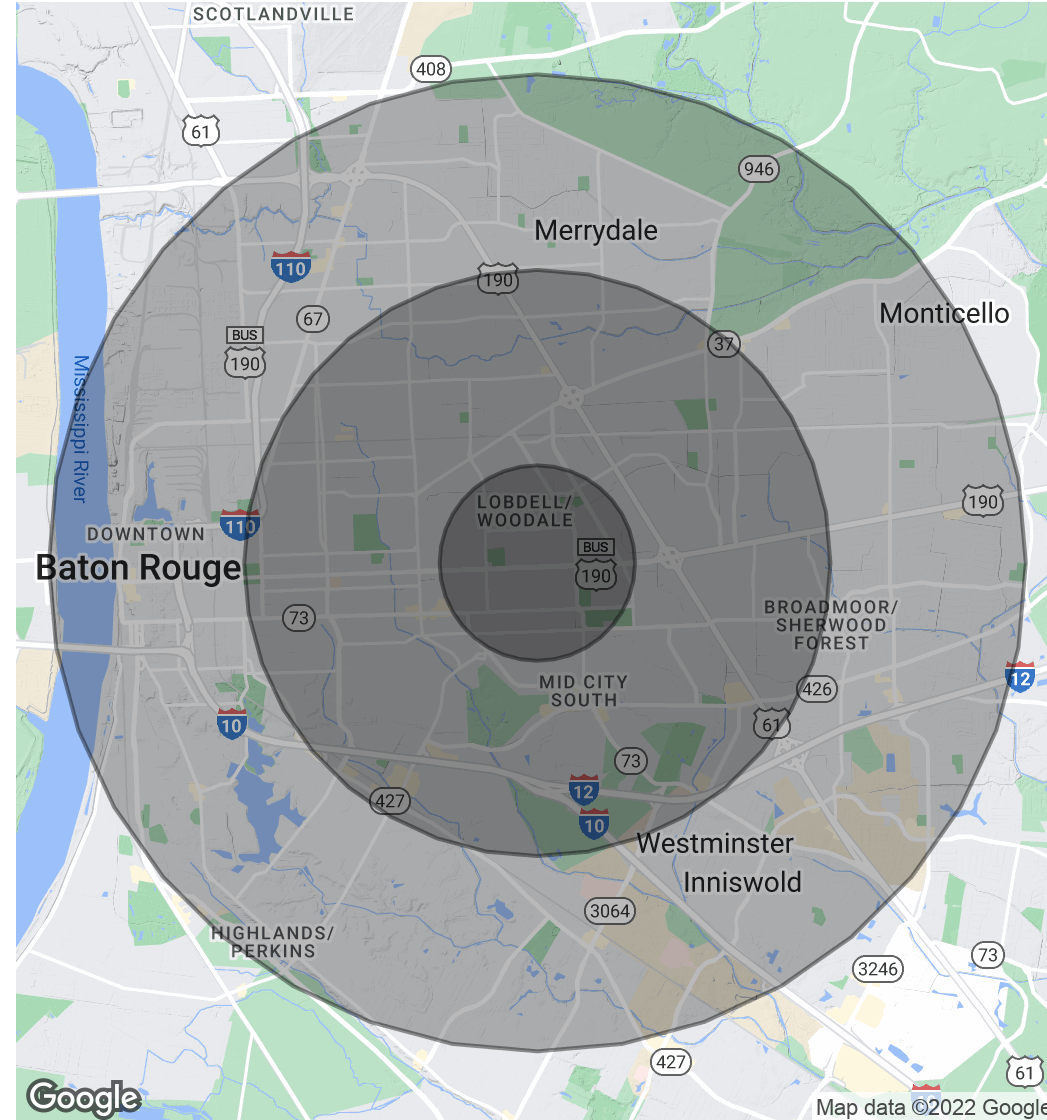 SCOTLANDVILLE
408
61
946
Merrydale
110
190
Monticello
67
BUS
190
37
Mississippi River
LOBDELL/
WOODALE
190
110
DOWNTOWN
BUS
190
Baton Rouge
73
BROADMOOR/
SHERWOOD
FOREST
12
MID CITY
SOUTH
426
10
61
73
12
427
10
Westminster
Inniswold
3064
HIGHLANDS/
PERKINS
73
3246
427
61
Google
Map data ©2022 Google